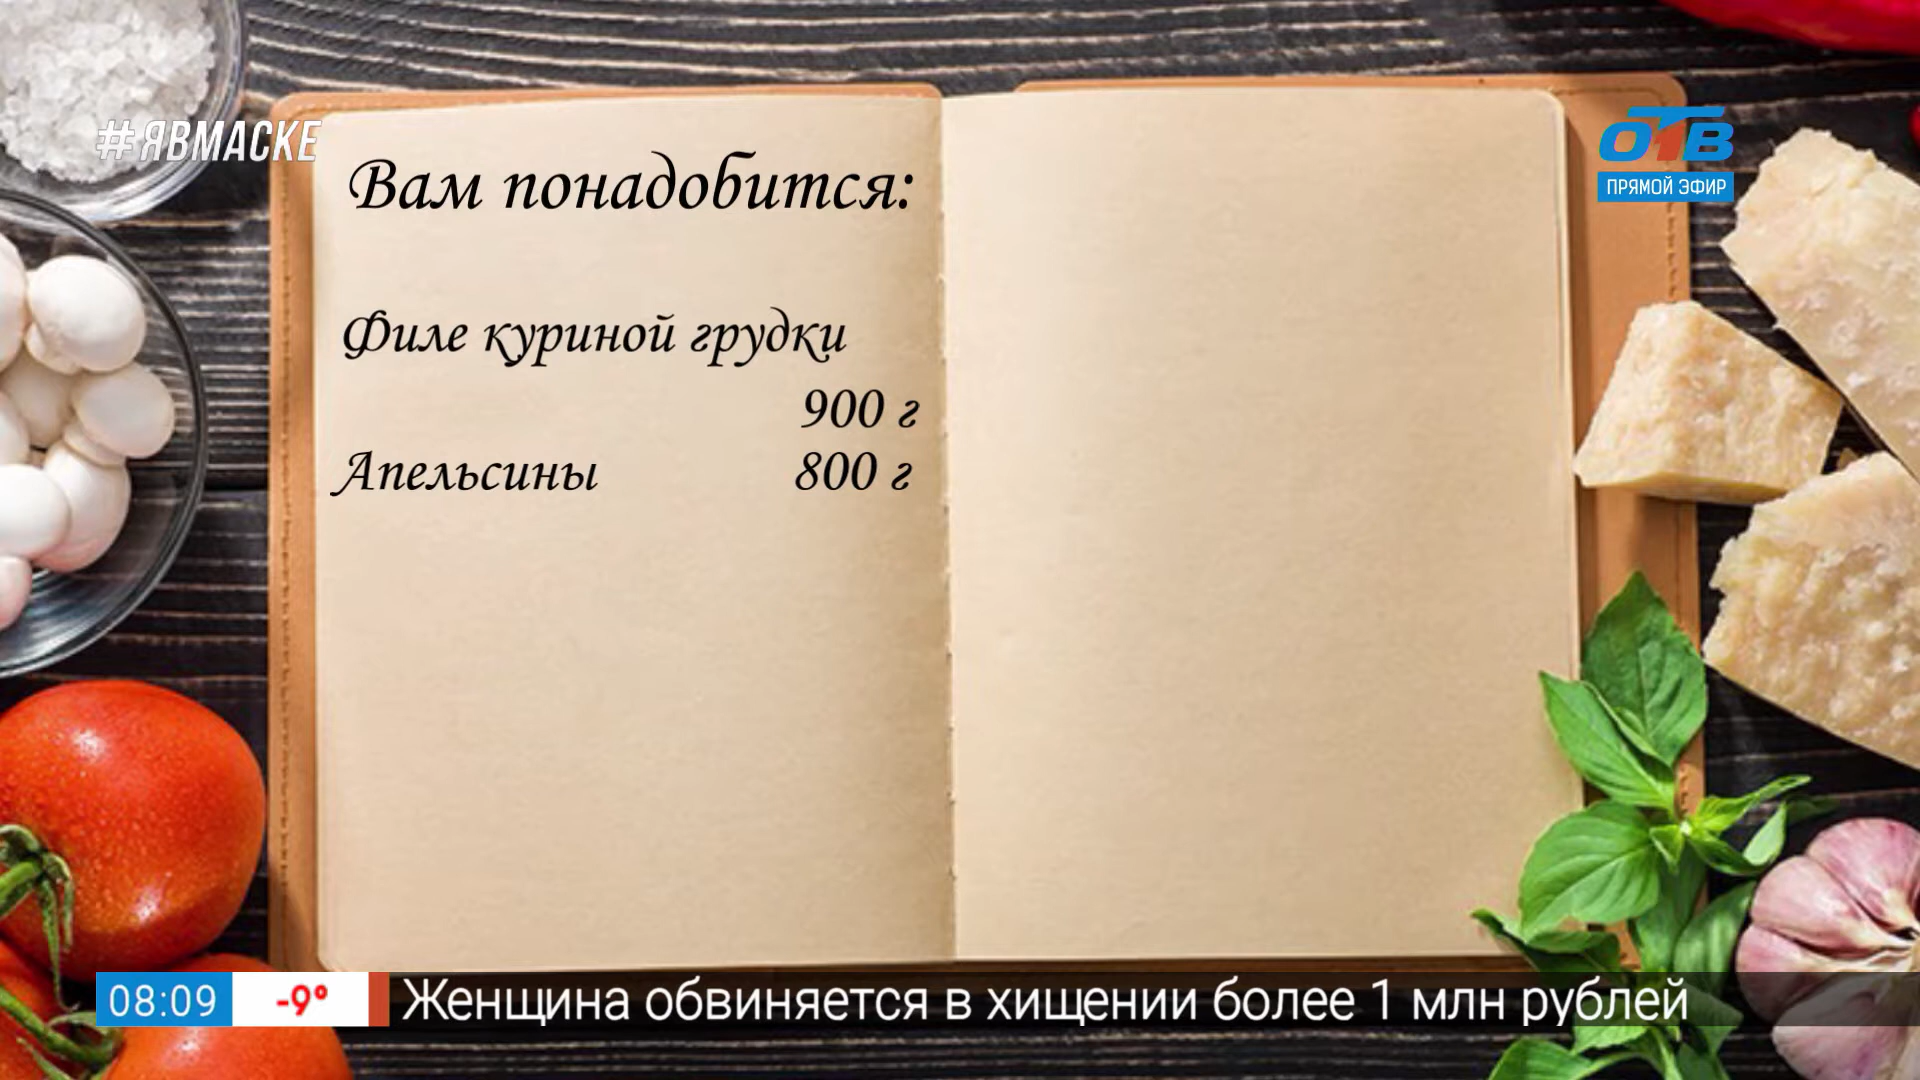 #ЯВМАСКЕ
ОТВ
ПРЯМОЙ ЭФИР
Вам понадобится:
Филе куриной грудки
900 г
Апельсины 800 г
08:09 -9° Женщина обвиняется в хищении более 1 млн рублей